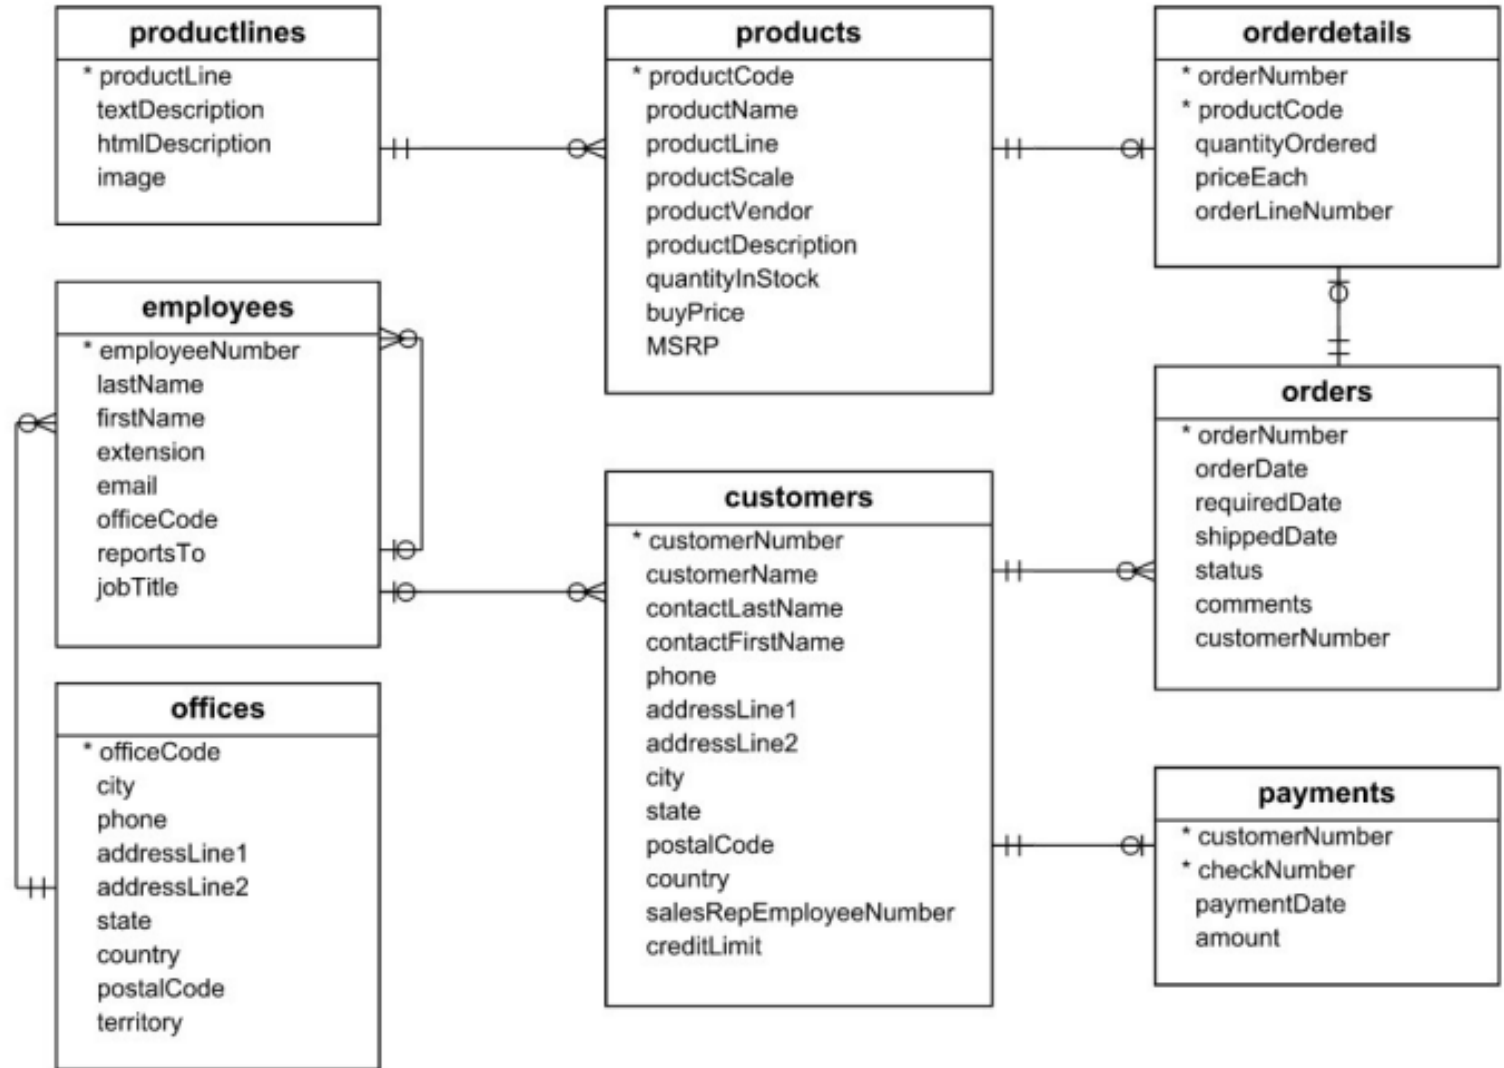 productlines
* productLine
textDescription
htmlDescription
image
products
* productCode
productName
productLine
productScale
productVendor
productDescription
quantityInStock
buyPrice
MSRP
orderdetails
* orderNumber
* productCode
quantityOrdered
priceEach
orderLineNumber
employees
* employeeNumber
lastName
firstName
extension
email
officeCode
reportsTo
jobTitle
customers
* customerNumber
customerName
contactLastName
contactFirstName
phone
addressLine1
addressLine2
city
state
postalCode
country
salesRepEmployeeNumber
creditLimit
orders
* orderNumber
orderDate
requiredDate
shippedDate
status
comments
customerNumber
offices
* officeCode
city
phone
addressLine1
addressLine2
state
country
postalCode
territory
payments
* customerNumber
* checkNumber
paymentDate
amount